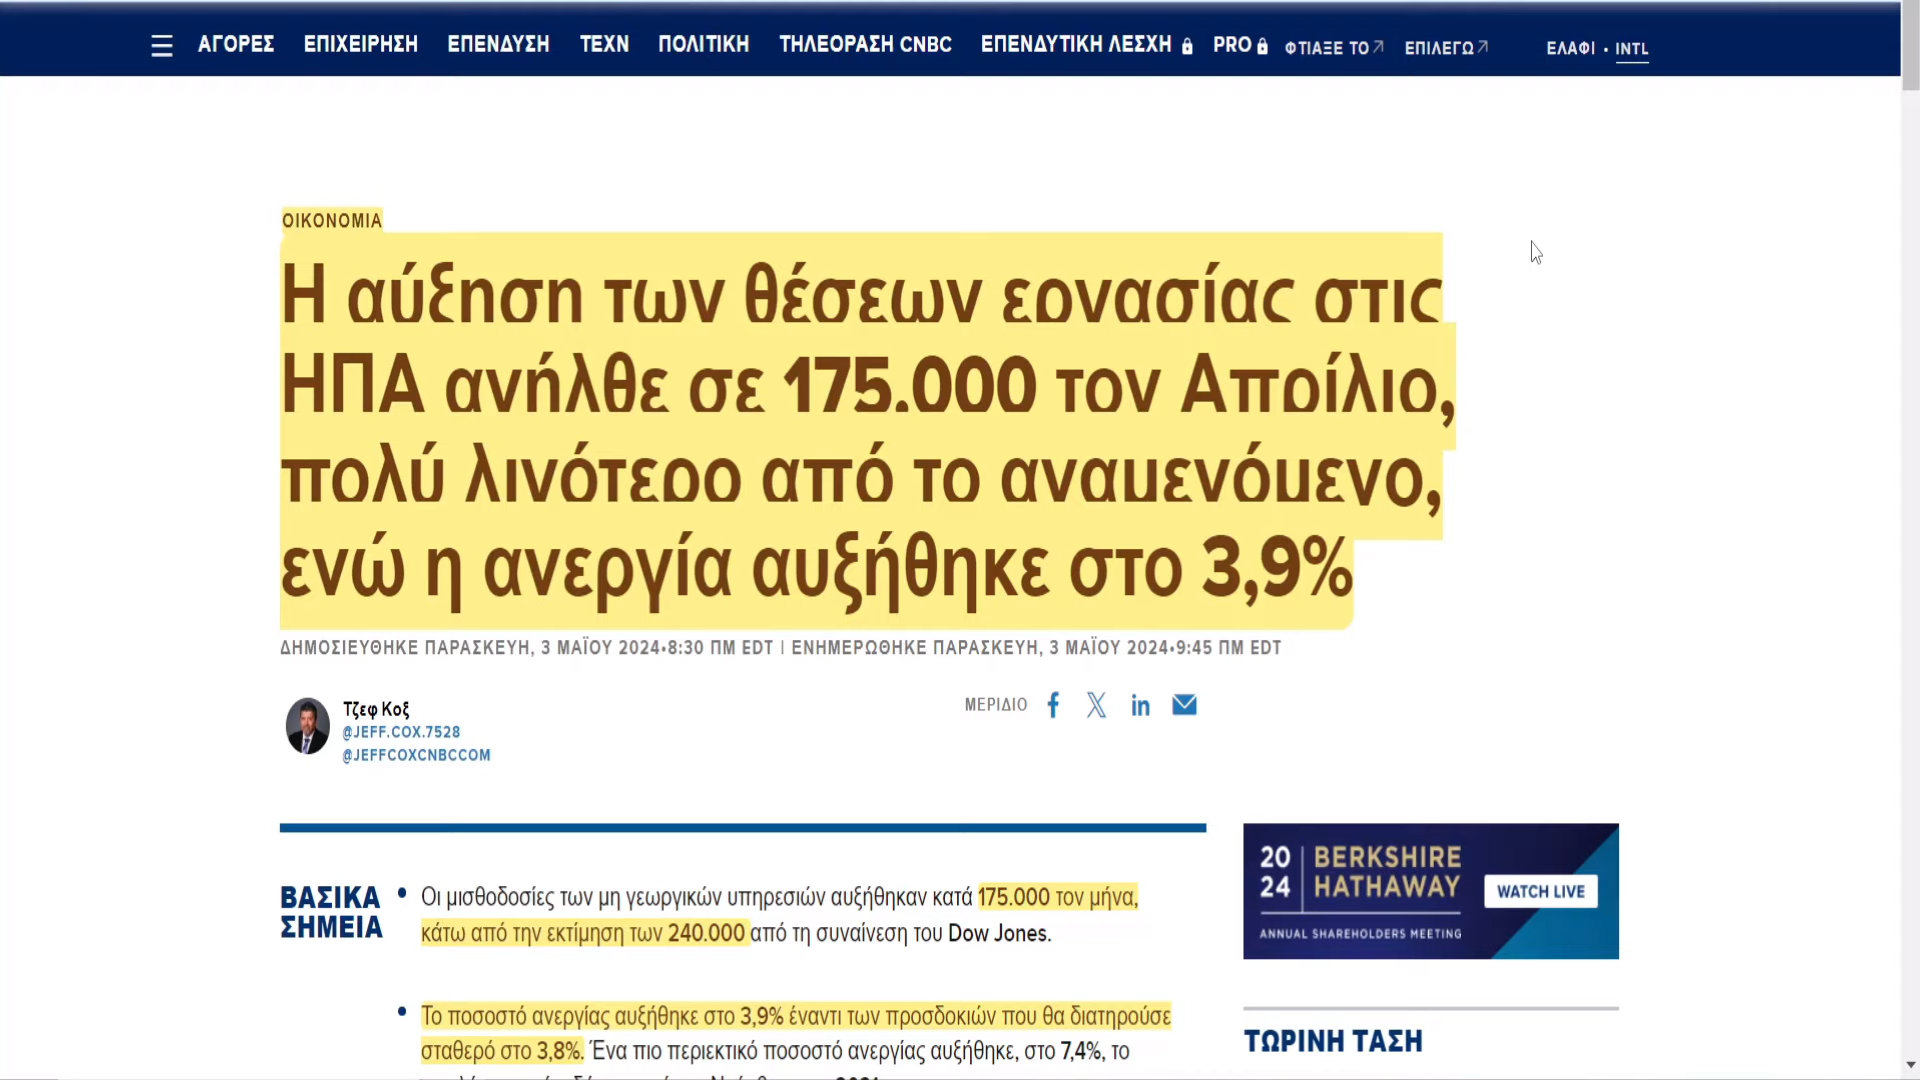 ΑΓΟΡΕΣ ΕΠΙΧΕΙΡΗΣΗ ΕΠΕΝΔΥΣΗ ΤΕΧΝ ΠΟΛΙΤΙΚΗ ΤΗΛΕΟΡΑΣΗ CNBC ΕΠΕΝΔΥΤΙΚΗ ΛΕΣΧΗ PRO ΦΤΙΑΞΕ ΤΟ ΕΠΙΛΕΓΩ ΕΛΑΦΙ • INTL
ΟΙΚΟΝΟΜΙΑ
Η αύξηση των θέσεων εργασίας στις
ΗΠΑ ανήλθε σε 175.000 τον Απρίλιο,
πολύ λιγότερο από το αναμενόμενο,
ενώ η ανεργία αυξήθηκε στο 3,9%
ΔΗΜΟΣΙΕΥΘΗΚΕ ΠΑΡΑΣΚΕΥΗ, 3 ΜΑΪΟΥ 2024•8:30 ΠΜ EDT | ΕΝΗΜΕΡΩΘΗΚΕ ΠΑΡΑΣΚΕΥΗ, 3 ΜΑΪΟΥ 2024•9:45 ΠΜ EDT
Τζεφ Κοξ
@JEFF.COX.7528
@JEFFCOXCNBCCOM
ΜΕΡΙΔΙΟ
ΒΑΣΙΚΑ
ΣΗΜΕΙΑ
• Οι μισθοδοσίες των μη γεωργικών υπηρεσιών αυξήθηκαν κατά 175.000 τον μήνα,
κάτω από την εκτίμηση των 240.000 από τη συναίνεση του Dow Jones.
• Το ποσοστό ανεργίας αυξήθηκε στο 3,9% έναντι των προσδοκιών που θα διατηρούσε
σταθερό στο 3,8%. Ένα πιο περιεκτικό ποσοστό ανεργίας αυξήθηκε, στο 7,4%, το
20
24
BERKSHIRE
HATHAWAY
WATCH LIVE
ANNUAL SHAREHOLDERS MEETING
ΤΩΡΙΝΗ ΤΑΣΗ